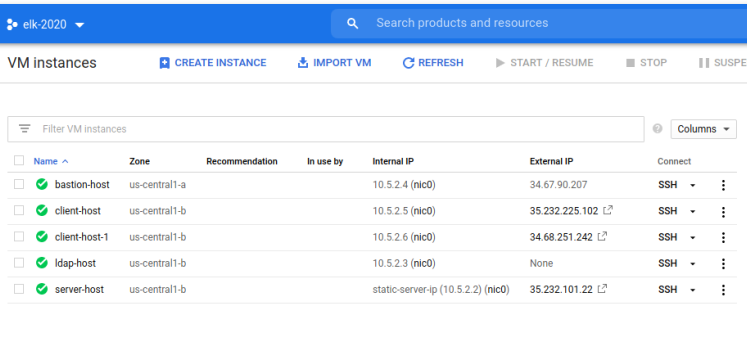 elk-2020 Search products and resources
VM instances CREATE INSTANCE IMPORT VM REFRESH START / RESUME STOP SUSPE
Filter VM instances Columns
Name Zone Recommendation In use by Internal IP External IP Connect
bastion-host us-central1-a 10.5.2.4 (nic0) 34.67.90.207 SSH
client-host us-central1-b 10.5.2.5 (nic0) 35.232.225.102 SSH
client-host-1 us-central1-b 10.5.2.6 (nic0) 34.68.251.242 SSH
ldap-host us-central1-b 10.5.2.3 (nic0) None SSH
server-host us-central1-b static-server-ip (10.5.2.2) (nic0) 35.232.101.22 SSH